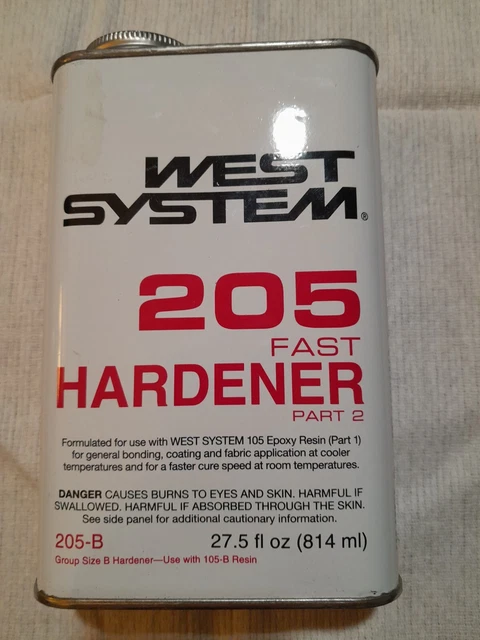 WEST
SYSTEM®
205
FAST
HARDENER
PART 2
Formulated for use with WEST SYSTEM 105 Epoxy Resin (Part 1)
for general bonding, coating and fabric application at cooler
temperatures and for a faster cure speed at room temperatures.
DANGER CAUSES BURNS TO EYES AND SKIN. HARMFUL IF
SWALLOWED. HARMFUL IF ABSORBED THROUGH THE SKIN.
See side panel for additional cautionary information.
205-B 27.5 fl oz (814 ml)
Group Size B Hardener—Use with 105-B Resin